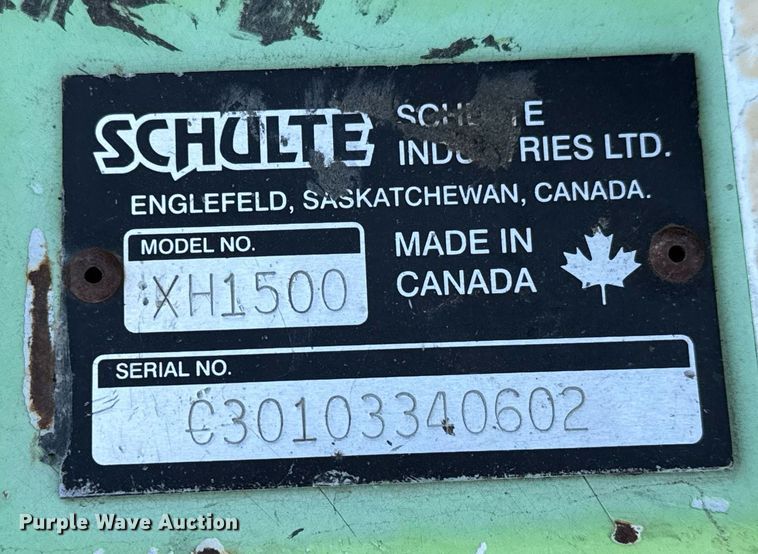 SCHULTE
SCHULTE
INDUSTRIES LTD.
ENGLEFELD, SASKATCHEWAN, CANADA.
MODEL NO.
XH1500
MADE IN
CANADA
SERIAL NO.
C30103340602
Purple Wave Auction